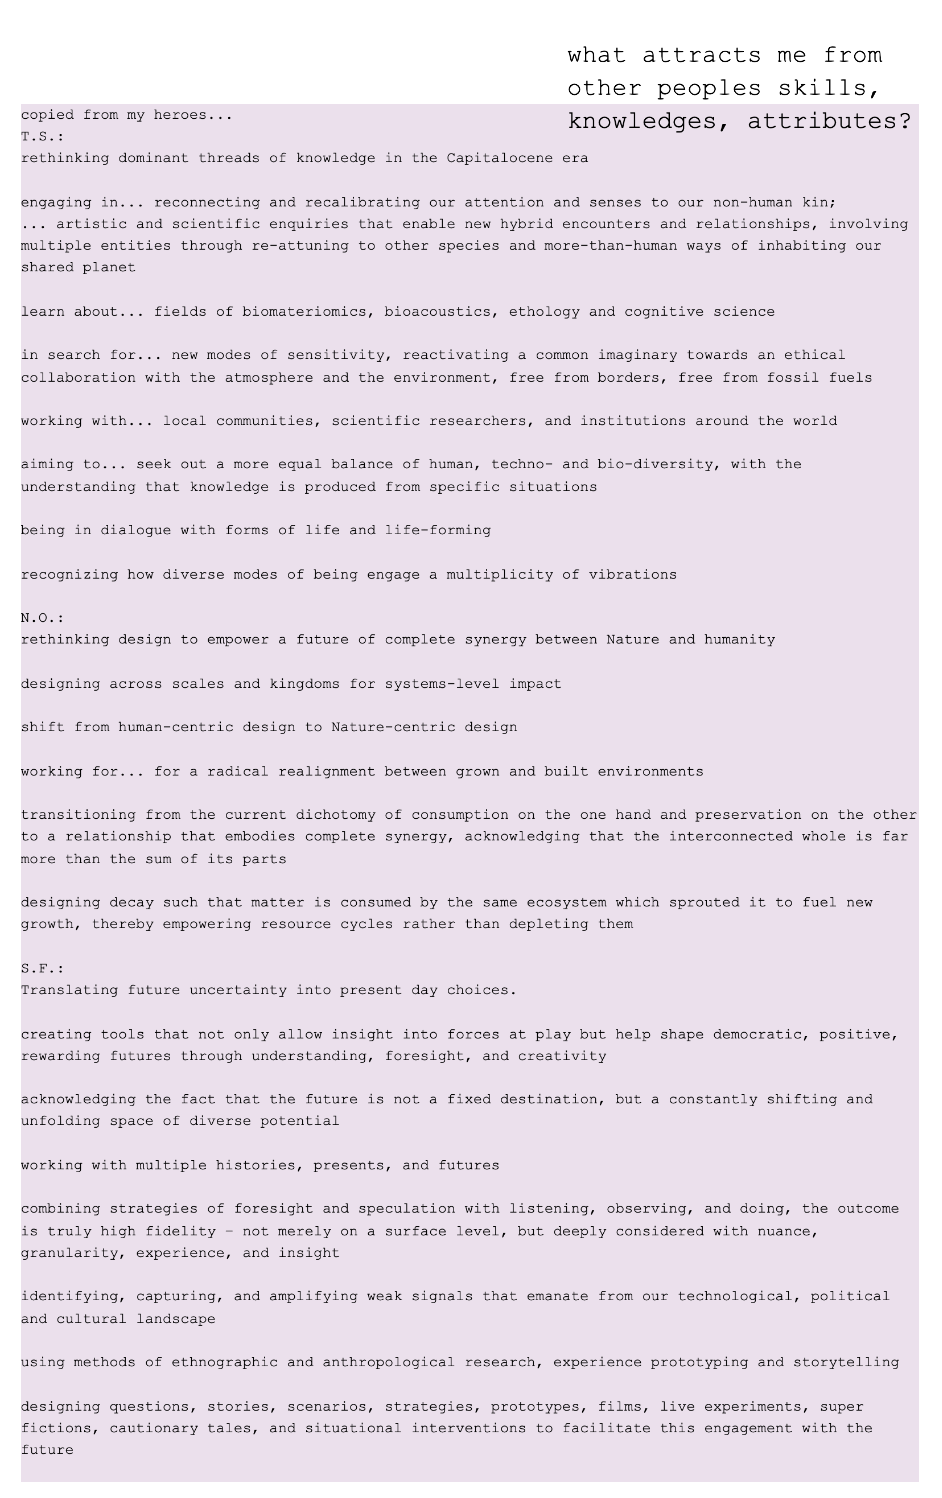 what attracts me from
other peoples skills,
knowledges, attributes?
copied from my heroes...
T.S.:
rethinking dominant threads of knowledge in the Capitalocene era
engaging in... reconnecting and recalibrating our attention and senses to our non-human kin;
... artistic and scientific enquiries that enable new hybrid encounters and relationships, involving
multiple entities through re-attuning to other species and more-than-human ways of inhabiting our
shared planet
learn about... fields of biomateriomics, bioacoustics, ethology and cognitive science
in search for... new modes of sensitivity, reactivating a common imaginary towards an ethical
collaboration with the atmosphere and the environment, free from borders, free from fossil fuels
working with... local communities, scientific researchers, and institutions around the world
aiming to... seek out a more equal balance of human, techno- and bio-diversity, with the
understanding that knowledge is produced from specific situations
being in dialogue with forms of life and life-forming
recognizing how diverse modes of being engage a multiplicity of vibrations
N.O.:
rethinking design to empower a future of complete synergy between Nature and humanity
designing across scales and kingdoms for systems-level impact
shift from human-centric design to Nature-centric design
working for... for a radical realignment between grown and built environments
transitioning from the current dichotomy of consumption on the one hand and preservation on the other
to a relationship that embodies complete synergy, acknowledging that the interconnected whole is far
more than the sum of its parts
designing decay such that matter is consumed by the same ecosystem which sprouted it to fuel new
growth, thereby empowering resource cycles rather than depleting them
S.F.:
Translating future uncertainty into present day choices.
creating tools that not only allow insight into forces at play but help shape democratic, positive,
rewarding futures through understanding, foresight, and creativity
acknowledging the fact that the future is not a fixed destination, but a constantly shifting and
unfolding space of diverse potential
working with multiple histories, presents, and futures
combining strategies of foresight and speculation with listening, observing, and doing, the outcome
is truly high fidelity – not merely on a surface level, but deeply considered with nuance,
granularity, experience, and insight
identifying, capturing, and amplifying weak signals that emanate from our technological, political
and cultural landscape
using methods of ethnographic and anthropological research, experience prototyping and storytelling
designing questions, stories, scenarios, strategies, prototypes, films, live experiments, super
fictions, cautionary tales, and situational interventions to facilitate this engagement with the
future